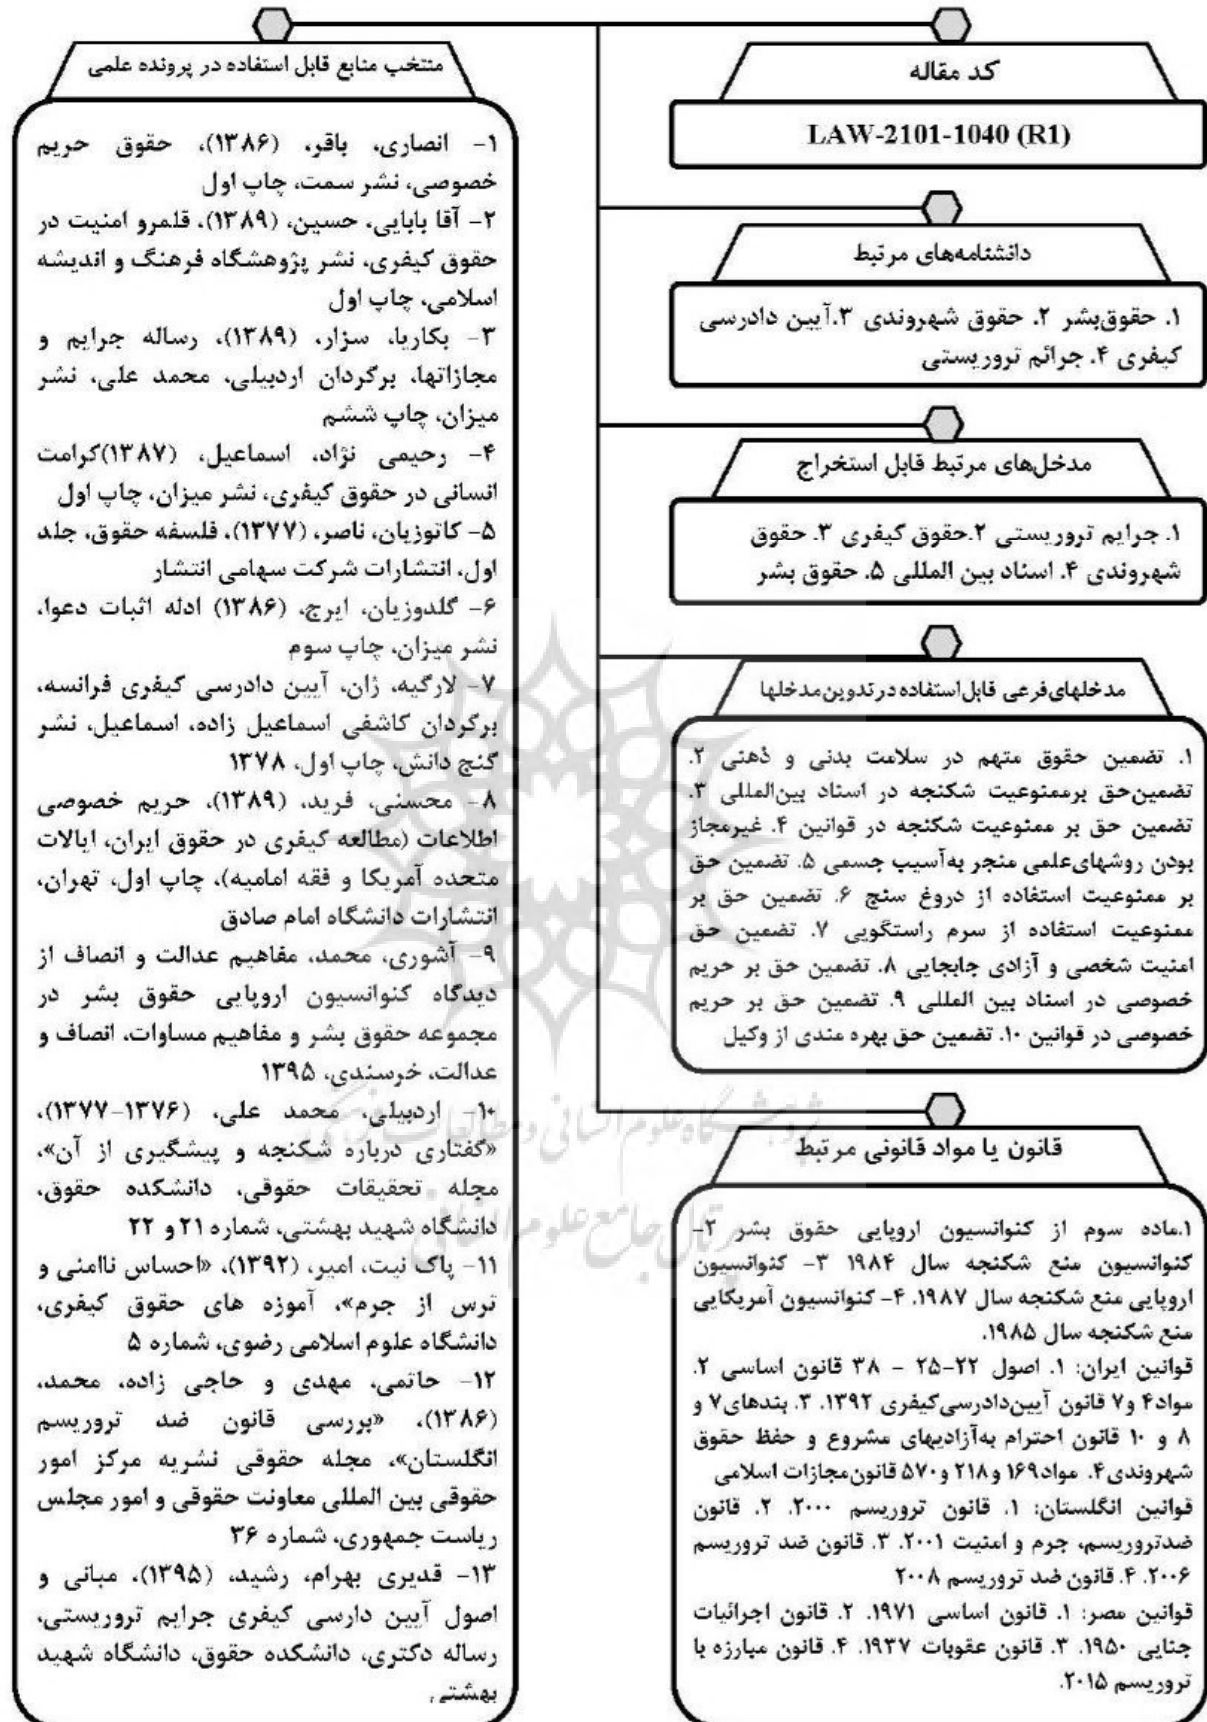 کد مقاله
LAW-2101-1040 (R1)
دانشنامه‌های مرتبط
۱. حقوق‌بشر ۲. حقوق شهروندی ۳.آیین دادرسی
کیفری ۴. جرائم تروریستی
مدخل‌های مرتبط قابل استخراج
۱. جرایم تروریستی ۲.حقوق کیفری ۳. حقوق
شهروندی ۴. اسناد بین المللی ۵. حقوق بشر
مدخلهای‌فرعی قابل‌استفاده در تدوین‌مدخلها
۱. تضمین حقوق متهم در سلامت بدنی و ذهنی ۲.
تضمین‌حق برممنوعیت شکنجه در اسناد بین‌المللی ۳.
تضمین حق بر ممنوعیت شکنجه در قوانین ۴. غیرمجاز
بودن روشهای‌علمی منجر به‌آسیب جسمی ۵. تضمین حق
بر ممنوعیت استفاده از دروغ سنج ۶. تضمین حق بر
ممنوعیت استفاده از سرم راستگویی ۷. تضمین حق
امنیت شخصی و آزادی جابجایی ۸. تضمین حق بر حریم
خصوصی در اسناد بین المللی ۹. تضمین حق بر حریم
خصوصی در قوانین ۱۰. تضمین حق بهره مندی از وکیل
قانون یا مواد قانونی مرتبط
۱.ماده سوم از کنوانسیون اروپایی حقوق بشر ۲-
کنوانسیون منع شکنجه سال ۱۹۸۴ ۳- کنوانسیون
اروپایی منع شکنجه سال ۱۹۸۷. ۴- کنوانسیون آمریکایی
منع شکنجه سال ۱۹۸۵.
قوانین ایران: ۱. اصول ۲۲-۲۵ - ۳۸ قانون اساسی ۲.
مواد۴ و۷ قانون آیین‌دادرسی‌کیفری ۱۳۹۲. ۳. بندهای۷ و
۸ و ۱۰ قانون احترام به‌آزادیهای مشروع و حفظ حقوق
شهروندی۴. مواد۱۶۹ و۲۱۸ و۵۷۰ قانون‌مجازات اسلامی
قوانین انگلستان: ۱. قانون تروریسم ۲۰۰۰. ۲. قانون
ضدتروریسم، جرم و امنیت ۲۰۰۱. ۳. قانون ضد تروریسم
۲۰۰۶. ۴. قانون ضد تروریسم ۲۰۰۸
قوانین مصر: ۱. قانون اساسی ۱۹۷۱. ۲. قانون اجرائیات
جنایی ۱۹۵۰. ۳. قانون عقوبات ۱۹۳۷. ۴. قانون مبارزه با
تروریسم ۲۰۱۵.
منتخب منابع قابل استفاده در پرونده علمی
۱- انصاری، باقر، (۱۳۸۶)، حقوق حریم
خصوصی، نشر سمت، چاپ اول
۲- آقا بابایی، حسین، (۱۳۸۹)، قلمرو امنیت در
حقوق کیفری، نشر پژوهشگاه فرهنگ و اندیشه
اسلامی، چاپ اول
۳- بکاریا، سزار، (۱۳۸۹)، رساله جرایم و
مجازاتها، برگردان اردبیلی، محمد علی، نشر
میزان، چاپ ششم
۴- رحیمی نژاد، اسماعیل، (۱۳۸۷)کرامت
انسانی در حقوق کیفری، نشر میزان، چاپ اول
۵- کاتوزیان، ناصر، (۱۳۷۷)، فلسفه حقوق، جلد
اول، انتشارات شرکت سهامی انتشار
۶- گلدوزیان، ایرج، (۱۳۸۶) ادله اثبات دعوا،
نشر میزان، چاپ سوم
۷- لارگیه، ژان، آیین دادرسی کیفری فرانسه،
برگردان کاشفی اسماعیل زاده، اسماعیل، نشر
گنج دانش، چاپ اول، ۱۳۷۸
۸- محسنی، فرید، (۱۳۸۹)، حریم خصوصی
اطلاعات (مطالعه کیفری در حقوق ایران، ایالات
متحده آمریکا و فقه امامیه)، چاپ اول، تهران،
انتشارات دانشگاه امام صادق
۹- آشوری، محمد، مفاهیم عدالت و انصاف از
دیدگاه کنوانسیون اروپایی حقوق بشر در
مجموعه حقوق بشر و مفاهیم مساوات، انصاف و
عدالت، خرسندی، ۱۳۹۵
۱۰- اردبیلی، محمد علی، (۱۳۷۶-۱۳۷۷)،
«گفتاری درباره شکنجه و پیشگیری از آن»،
مجله تحقیقات حقوقی، دانشکده حقوق،
دانشگاه شهید بهشتی، شماره ۲۱ و ۲۲
۱۱- پاک نیت، امیر، (۱۳۹۲)، «احساس ناامنی و
ترس از جرم»، آموزه های حقوق کیفری،
دانشگاه علوم اسلامی رضوی، شماره ۵
۱۲- حاتمی، مهدی و حاجی زاده، محمد،
(۱۳۸۶)، «بررسی قانون ضد تروریسم
انگلستان»، مجله حقوقی نشریه مرکز امور
حقوقی بین المللی معاونت حقوقی و امور مجلس
ریاست جمهوری، شماره ۳۶
۱۳- قدیری بهرام، رشید، (۱۳۹۵)، مبانی و
اصول آیین دارسی کیفری جرایم تروریستی،
رساله دکتری، دانشکده حقوق، دانشگاه شهید
بهشتی
پژوهشگاه علوم انسانی و مطالعات فرهنگی
پرتال جامع علوم انسانی